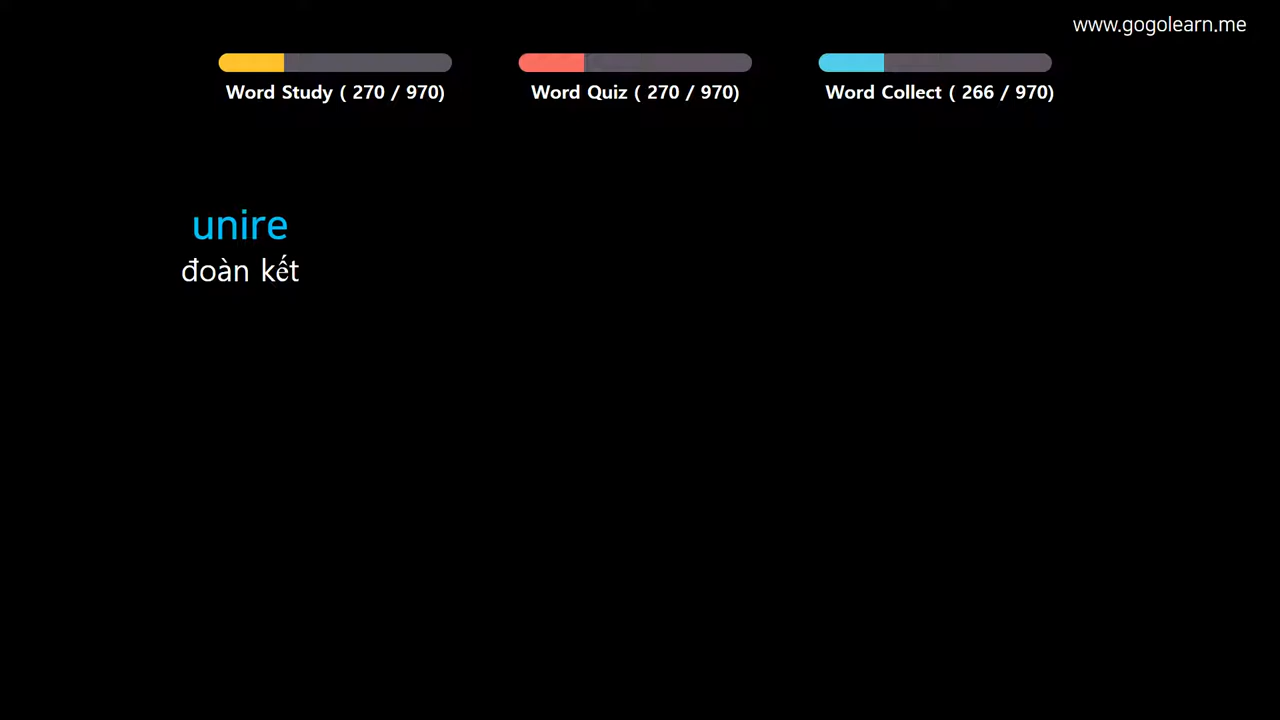 www.gogolearn.me
Word Study ( 270 / 970)
Word Quiz ( 270 / 970)
Word Collect ( 266 / 970)
unire
đoàn kết